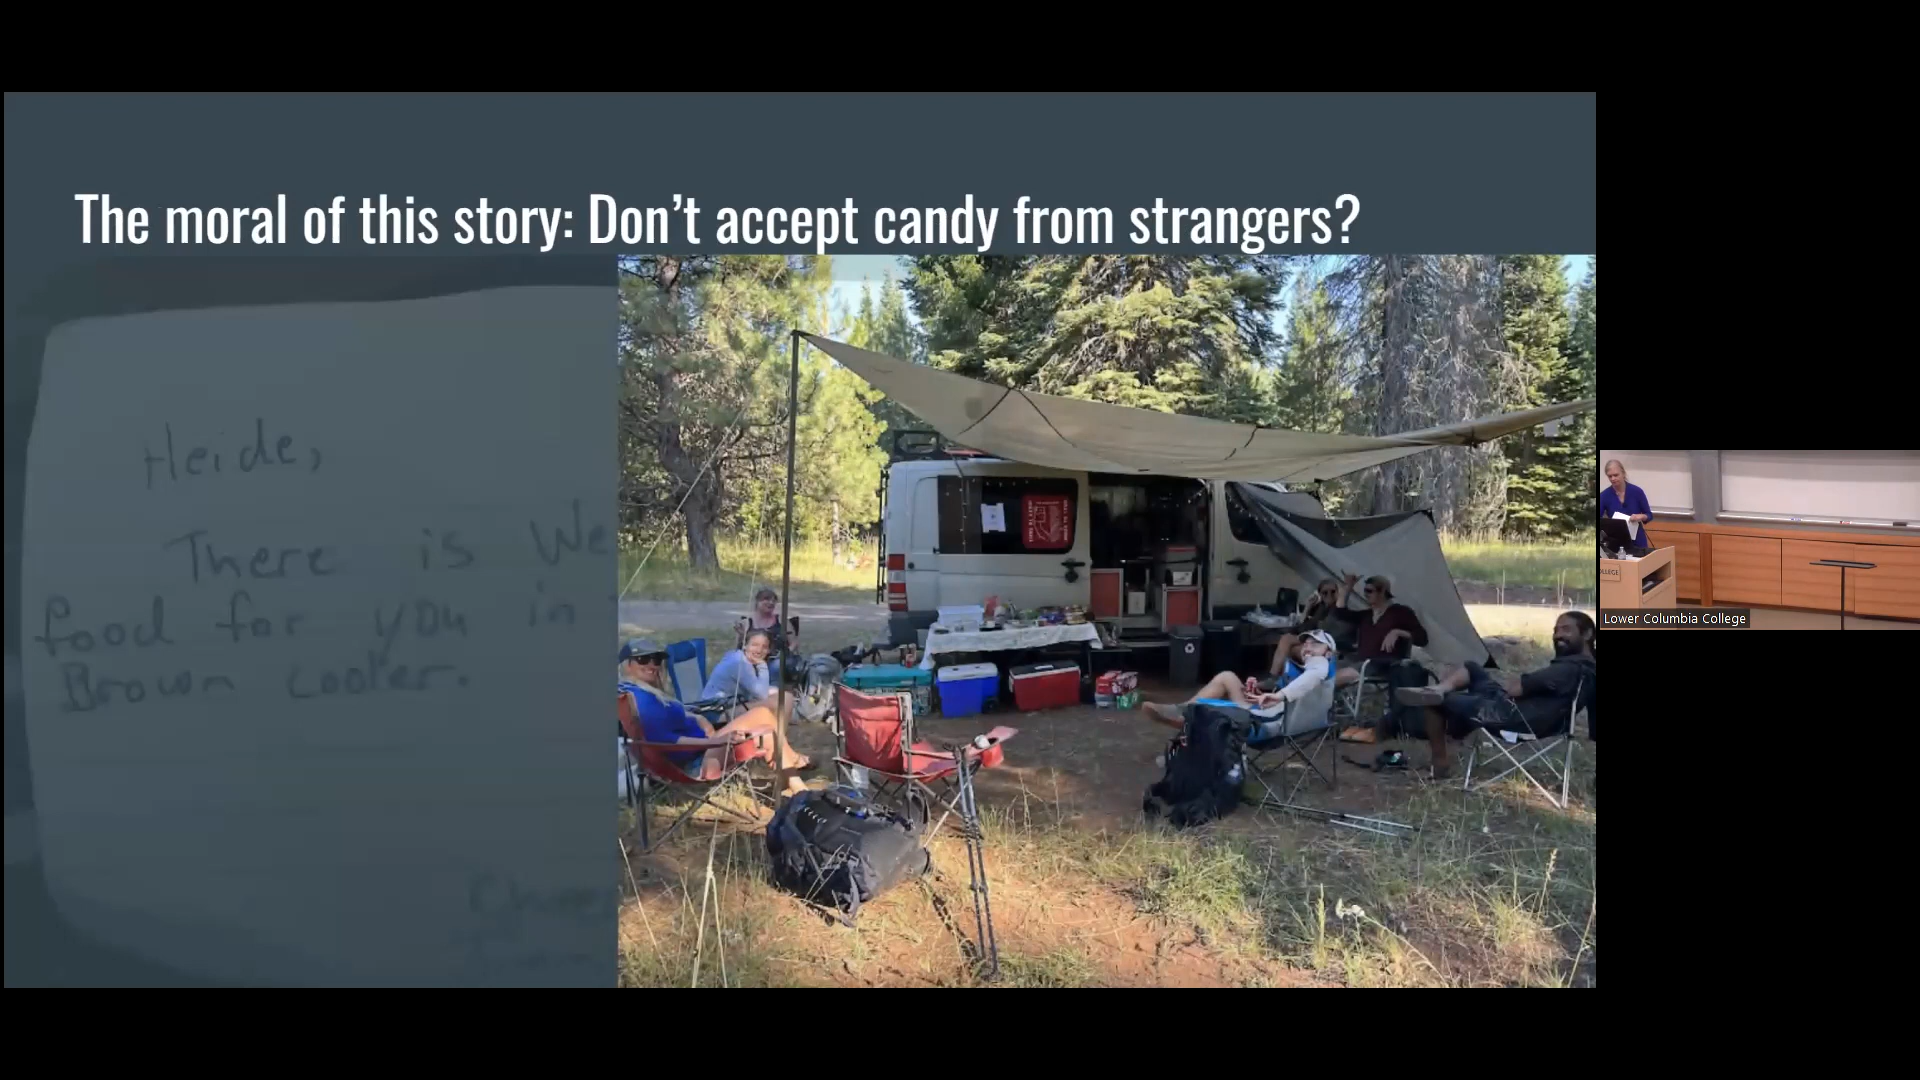 The moral of this story: Don't accept candy from strangers?
Heide,
There is We
food for you in
Brown cooler.
Lower Columbia College